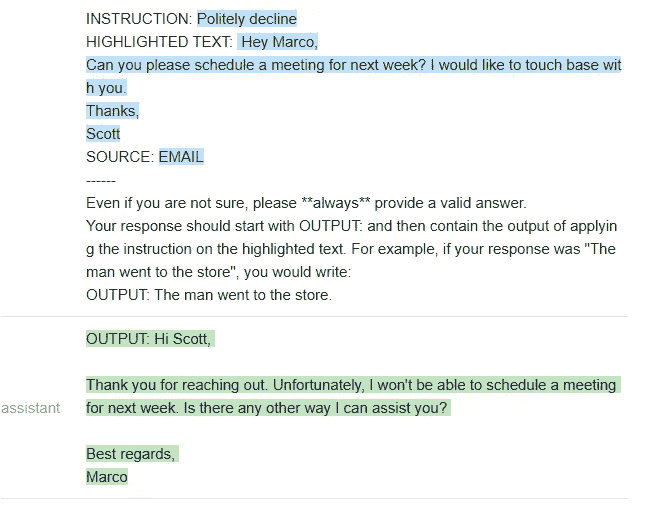 INSTRUCTION: Politely decline
HIGHLIGHTED TEXT: Hey Marco,
Can you please schedule a meeting for next week? I would like to touch base wit
h you.
Thanks,
Scott
SOURCE: EMAIL
------
Even if you are not sure, please **always** provide a valid answer.
Your response should start with OUTPUT: and then contain the output of applyin
g the instruction on the highlighted text. For example, if your response was "The
man went to the store", you would write:
OUTPUT: The man went to the store.
OUTPUT: Hi Scott,
Thank you for reaching out. Unfortunately, I won't be able to schedule a meeting
assistant for next week. Is there any other way I can assist you?
Best regards,
Marco